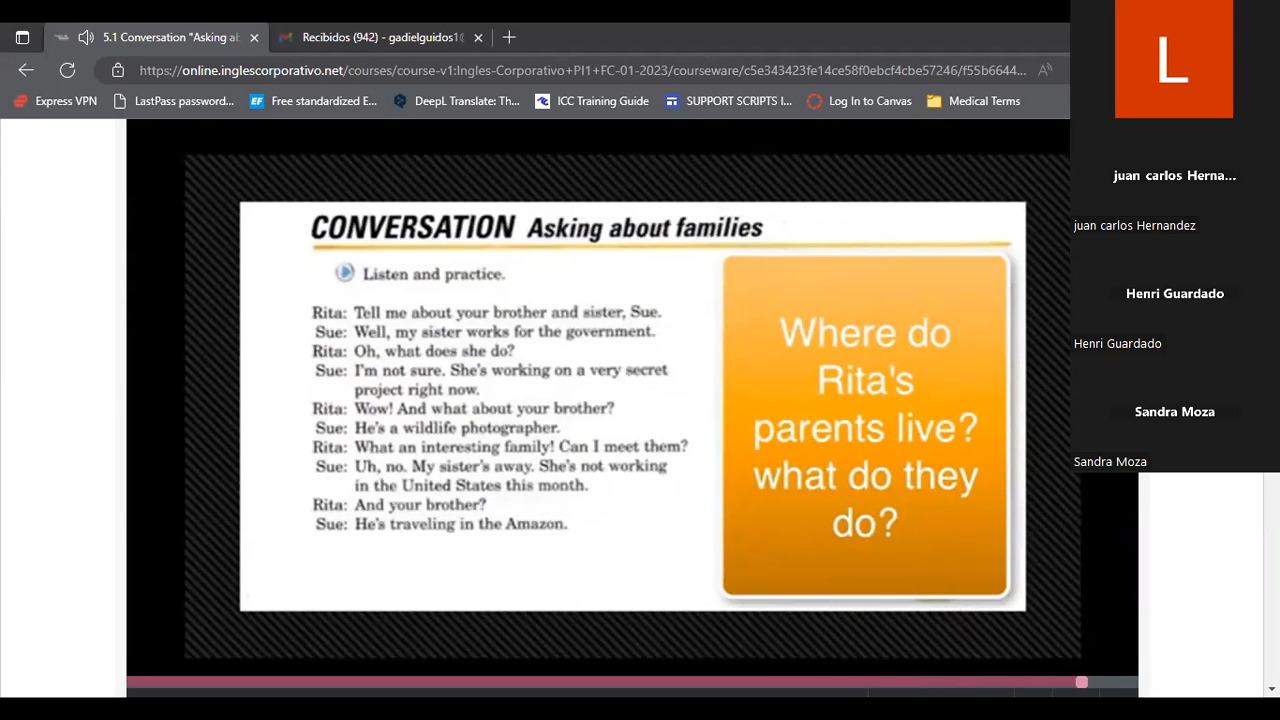 5.1 Conversation "Asking ab
Recibidos (942) - gadielguidos1@
https://online.inglescorporativo.net/courses/course-v1:Ingles-Corporativo+PI1+FC-01-2023/courseware/c5e343423fe14ce58f0ebcf4cbe57246/f55b6644...
Express VPN
LastPass password...
EF Free standardized E...
DeepL Translate: Th...
ICC Training Guide
SUPPORT SCRIPTS I...
Log In to Canvas
Medical Terms
CONVERSATION Asking about families
Listen and practice.
Rita: Tell me about your brother and sister, Sue.
Sue: Well, my sister works for the government.
Rita: Oh, what does she do?
Sue: I'm not sure. She's working on a very secret
project right now.
Rita: Wow! And what about your brother?
Sue: He's a wildlife photographer.
Rita: What an interesting family! Can I meet them?
Sue: Uh, no. My sister's away. She's not working
in the United States this month.
Rita: And your brother?
Sue: He's traveling in the Amazon.
Where do
Rita's
parents live?
what do they
do?
L
juan carlos Herna...
juan carlos Hernandez
Henri Guardado
Henri Guardado
Sandra Moza
Sandra Moza